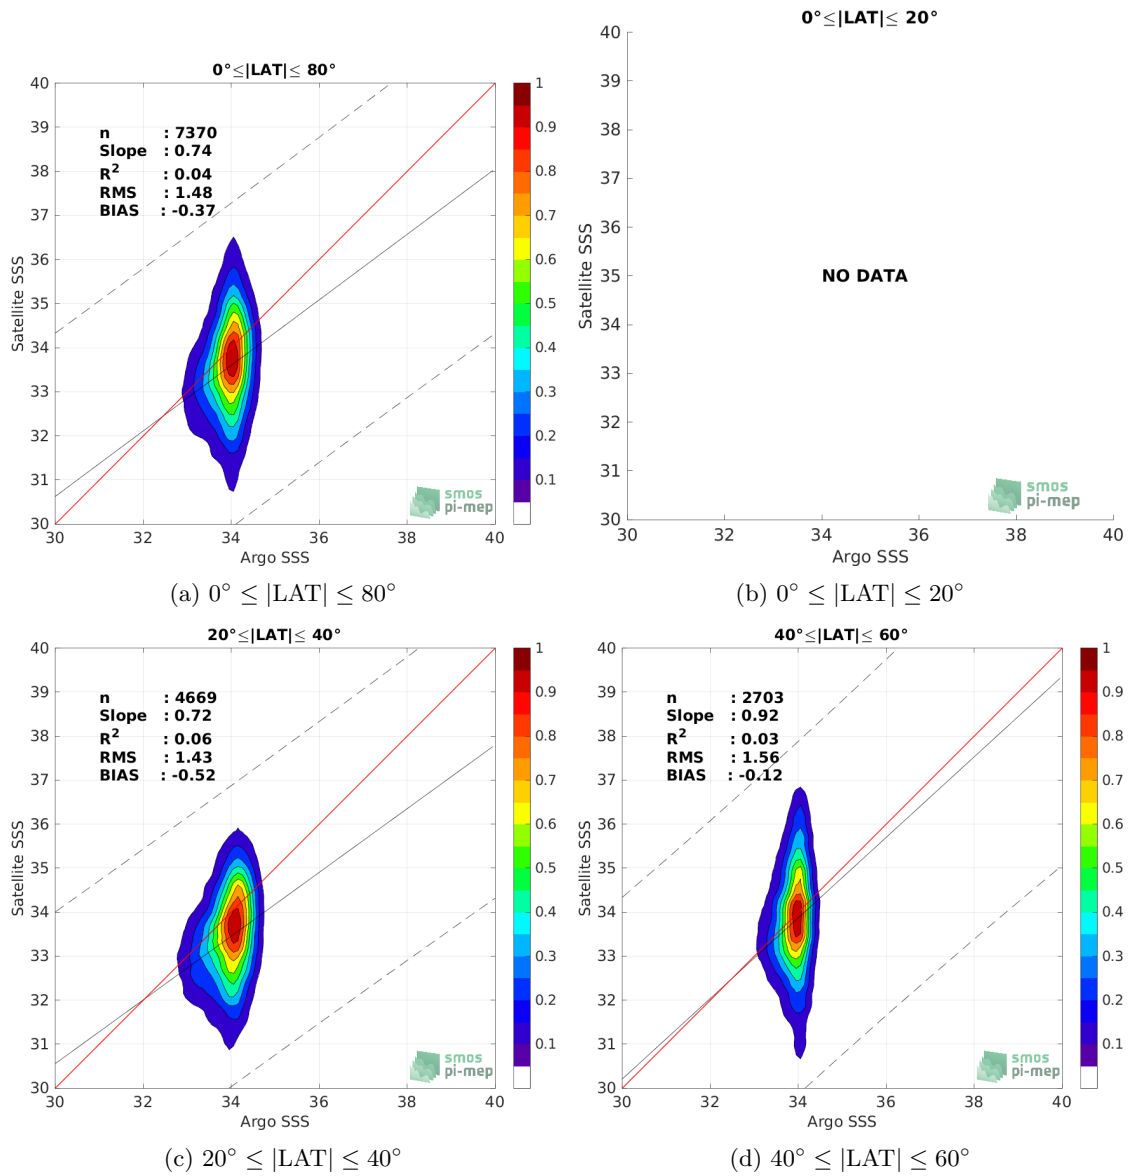 0°≤|LAT|≤ 80°
n : 7370
Slope : 0.74
R² : 0.04
RMS : 1.48
BIAS : -0.37
40
39
38
37
36
35
34
33
32
31
30
Satellite SSS
30 32 34 36 38 40
Argo SSS
1
0.9
0.8
0.7
0.6
0.5
0.4
0.3
0.2
0.1
smos
pi-mep
(a) 0° ≤ |LAT| ≤ 80°
0°≤|LAT|≤ 20°
40
39
38
37
36
35
34
33
32
31
30
Satellite SSS
NO DATA
30 32 34 36 38 40
Argo SSS
smos
pi-mep
(b) 0° ≤ |LAT| ≤ 20°
20°≤|LAT|≤ 40°
n : 4669
Slope : 0.72
R² : 0.06
RMS : 1.43
BIAS : -0.52
40
39
38
37
36
35
34
33
32
31
30
Satellite SSS
30 32 34 36 38 40
Argo SSS
1
0.9
0.8
0.7
0.6
0.5
0.4
0.3
0.2
0.1
smos
pi-mep
(c) 20° ≤ |LAT| ≤ 40°
40°≤|LAT|≤ 60°
n : 2703
Slope : 0.92
R² : 0.03
RMS : 1.56
BIAS : -0.12
40
39
38
37
36
35
34
33
32
31
30
Satellite SSS
30 32 34 36 38 40
Argo SSS
1
0.9
0.8
0.7
0.6
0.5
0.4
0.3
0.2
0.1
smos
pi-mep
(d) 40° ≤ |LAT| ≤ 60°